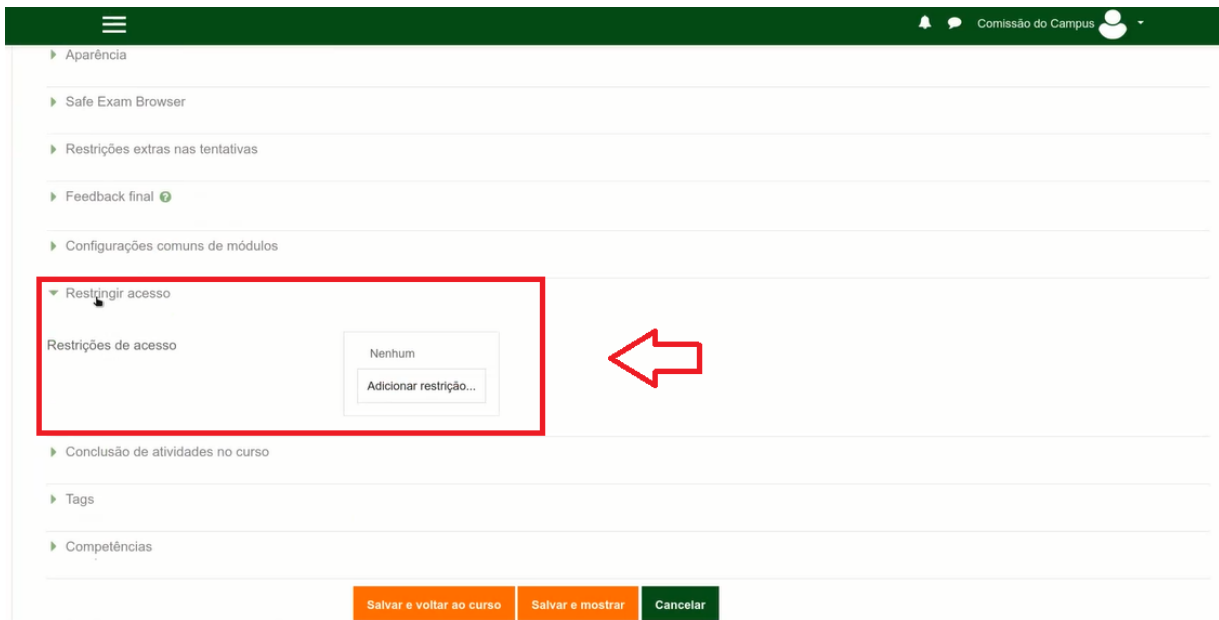 Comissão do Campus
Aparência
Safe Exam Browser
Restrições extras nas tentativas
Feedback final
Configurações comuns de módulos
Restringir acesso
Restrições de acesso
Nenhum
Adicionar restrição...
Conclusão de atividades no curso
Tags
Competências
Salvar e voltar ao curso
Salvar e mostrar
Cancelar